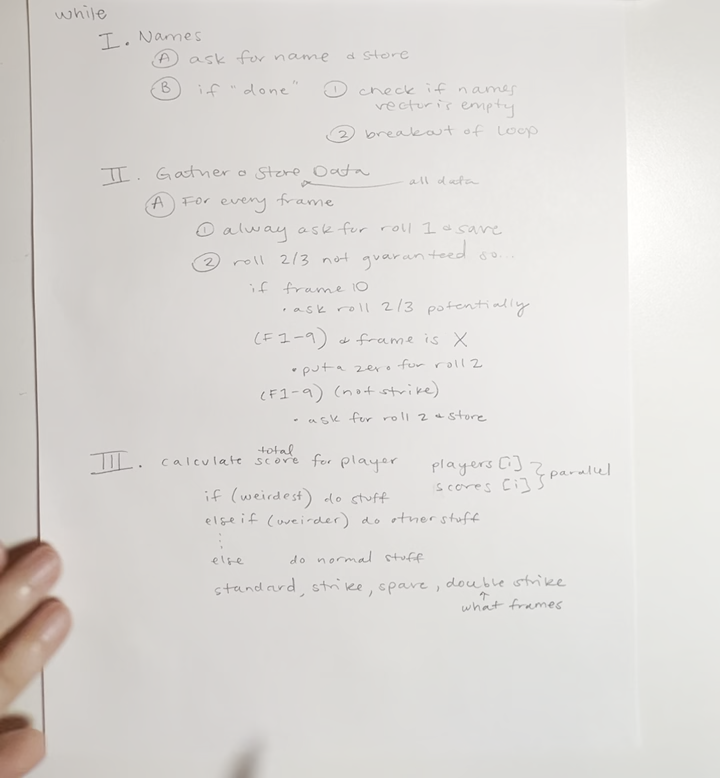 while
I. Names
A ask for name & store
B if "done" 1 check if names
vector is empty
2 breakout of loop
II. Gather & Store Data
all data
A For every frame
1 alway ask for roll 1 & save
2 roll 2/3 not guaranteed so...
if frame 10
• ask roll 2/3 potentially
(F1-9) & frame is X
• put a zero for roll 2
(F1-9) (not strike)
• ask for roll 2 & store
III. calculate total score for player players [i] } parallel
scores [i]
if (weirdest) do stuff
else if (weirder) do other stuff
⋮
else do normal stuff
standard, strike, spare, double strike
↑
what frames